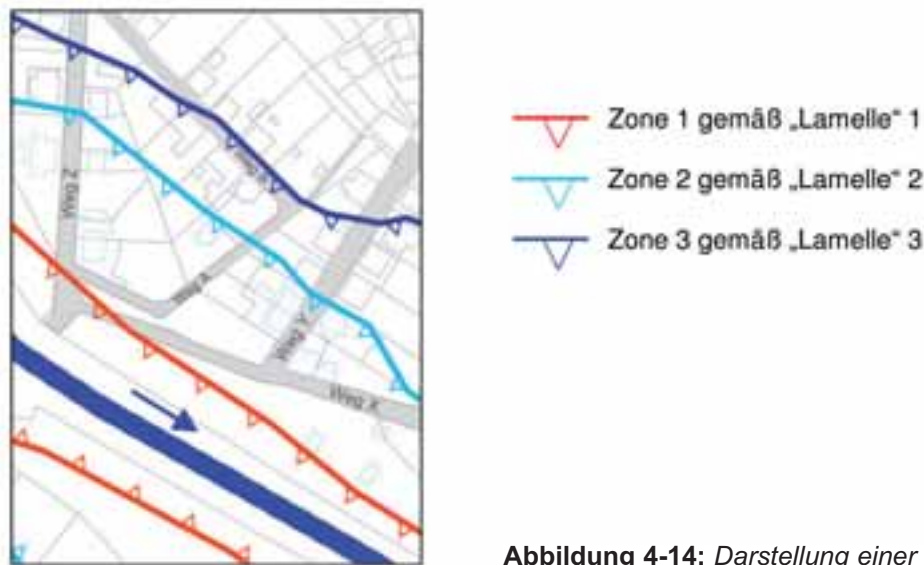 Zone 1 gemäß „Lamelle“ 1
Zone 2 gemäß „Lamelle“ 2
Zone 3 gemäß „Lamelle“ 3
Weg Z
Weg A
Weg Y
Weg X
Abbildung 4-14: Darstellung einer